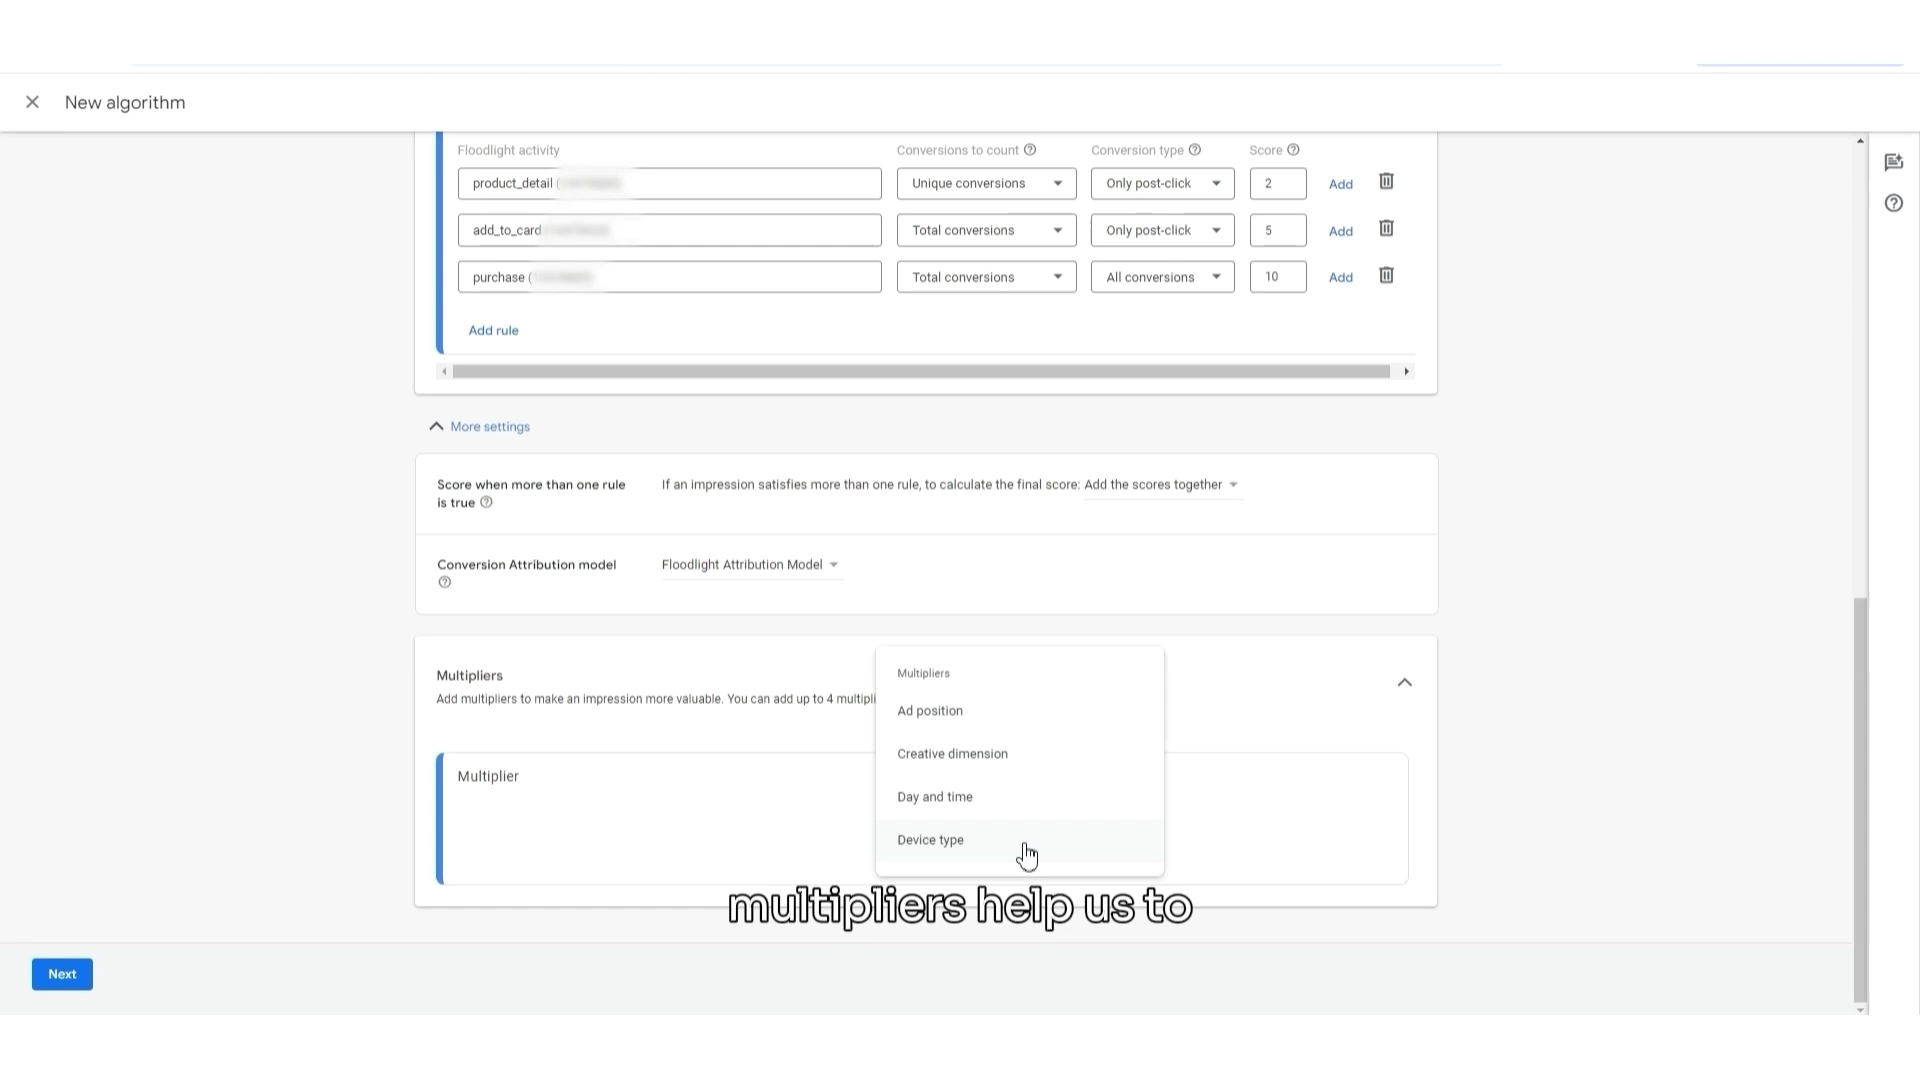 New algorithm
Floodlight activity Conversions to count Conversion type Score
product_detail ( Unique conversions Only post-click 2 Add
add_to_card Total conversions Only post-click 5 Add
purchase ( Total conversions All conversions 10 Add
Add rule
More settings
Score when more than one rule is true If an impression satisfies more than one rule, to calculate the final score: Add the scores together
Conversion Attribution model Floodlight Attribution Model
Multipliers
Add multipliers to make an impression more valuable. You can add up to 4 multipli
Multiplier
Multipliers
Ad position
Creative dimension
Day and time
Device type
multipliers help us to
Next